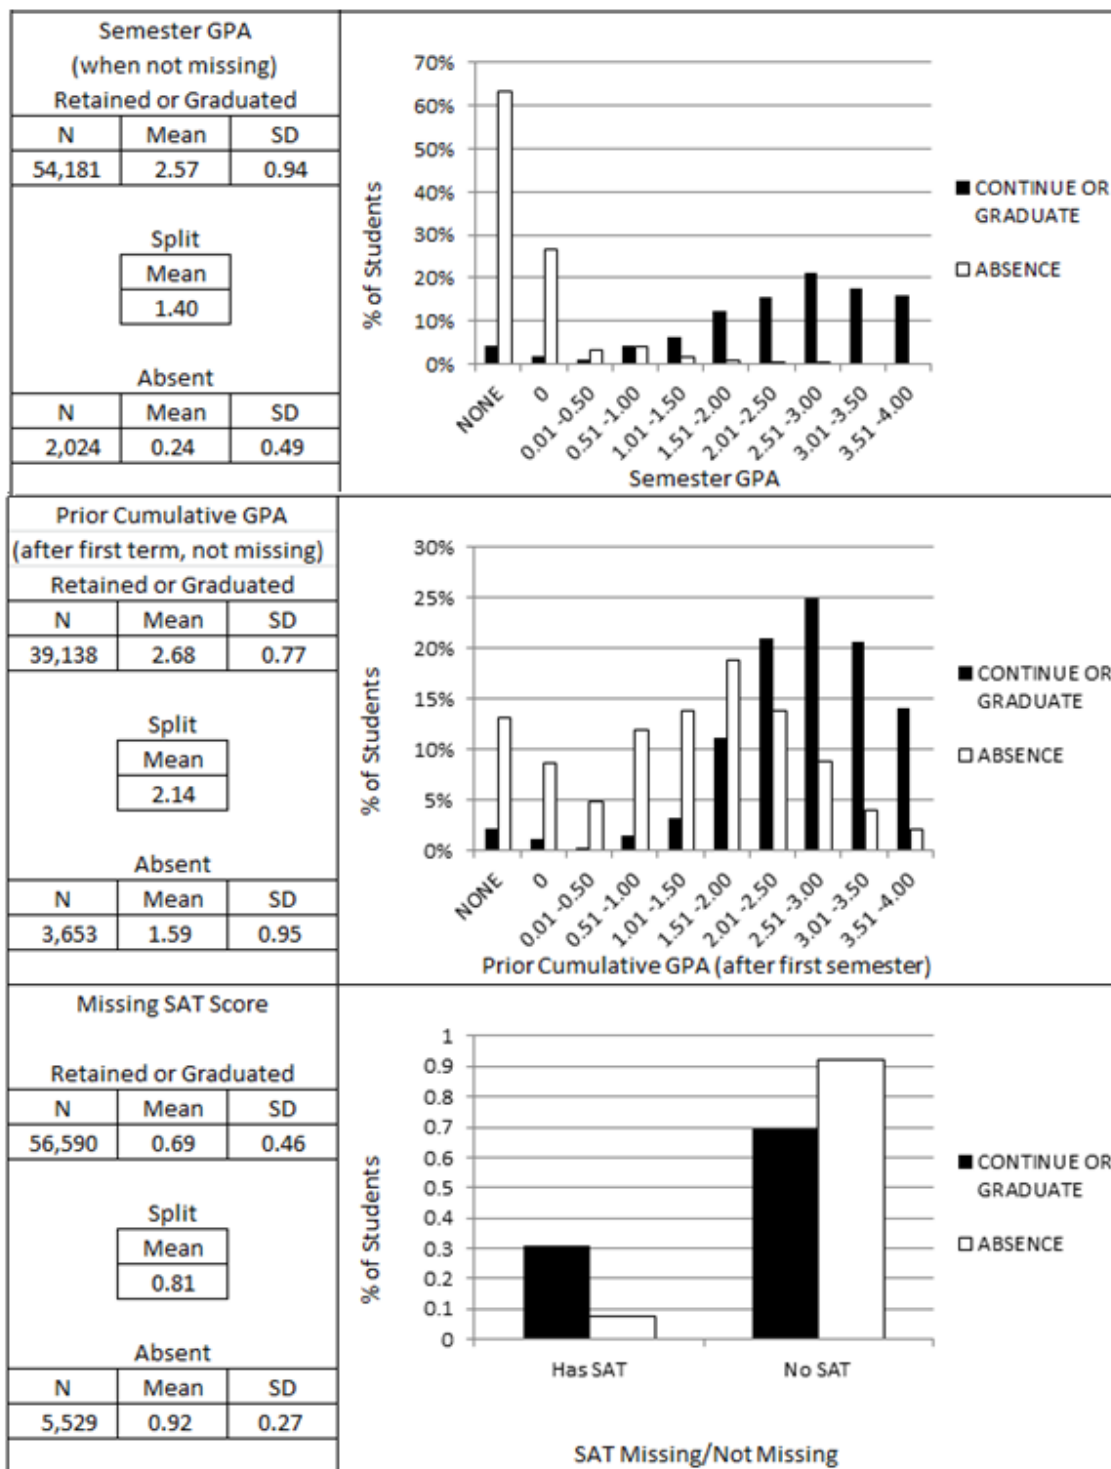 Semester GPA
(when not missing)
Retained or Graduated
N Mean SD
54,181 2.57 0.94
Split
Mean
1.40
Absent
N Mean SD
2,024 0.24 0.49
70%
60%
50%
40%
30%
20%
10%
0%
% of Students
NONE
0
0.01 -0.50
0.51 -1.00
1.01 -1.50
1.51 -2.00
2.01 -2.50
2.51 -3.00
3.01 -3.50
3.51 -4.00
Semester GPA
CONTINUE OR
GRADUATE
ABSENCE
Prior Cumulative GPA
(after first term, not missing)
Retained or Graduated
N Mean SD
39,138 2.68 0.77
Split
Mean
2.14
Absent
N Mean SD
3,653 1.59 0.95
30%
25%
20%
15%
10%
5%
0%
% of Students
NONE
0
0.01 -0.50
0.51 -1.00
1.01 -1.50
1.51 -2.00
2.01 -2.50
2.51 -3.00
3.01 -3.50
3.51 -4.00
Prior Cumulative GPA (after first semester)
CONTINUE OR
GRADUATE
ABSENCE
Missing SAT Score
Retained or Graduated
N Mean SD
56,590 0.69 0.46
Split
Mean
0.81
Absent
N Mean SD
5,529 0.92 0.27
1
0.9
0.8
0.7
0.6
0.5
0.4
0.3
0.2
0.1
0
% of Students
Has SAT No SAT
SAT Missing/Not Missing
CONTINUE OR
GRADUATE
ABSENCE